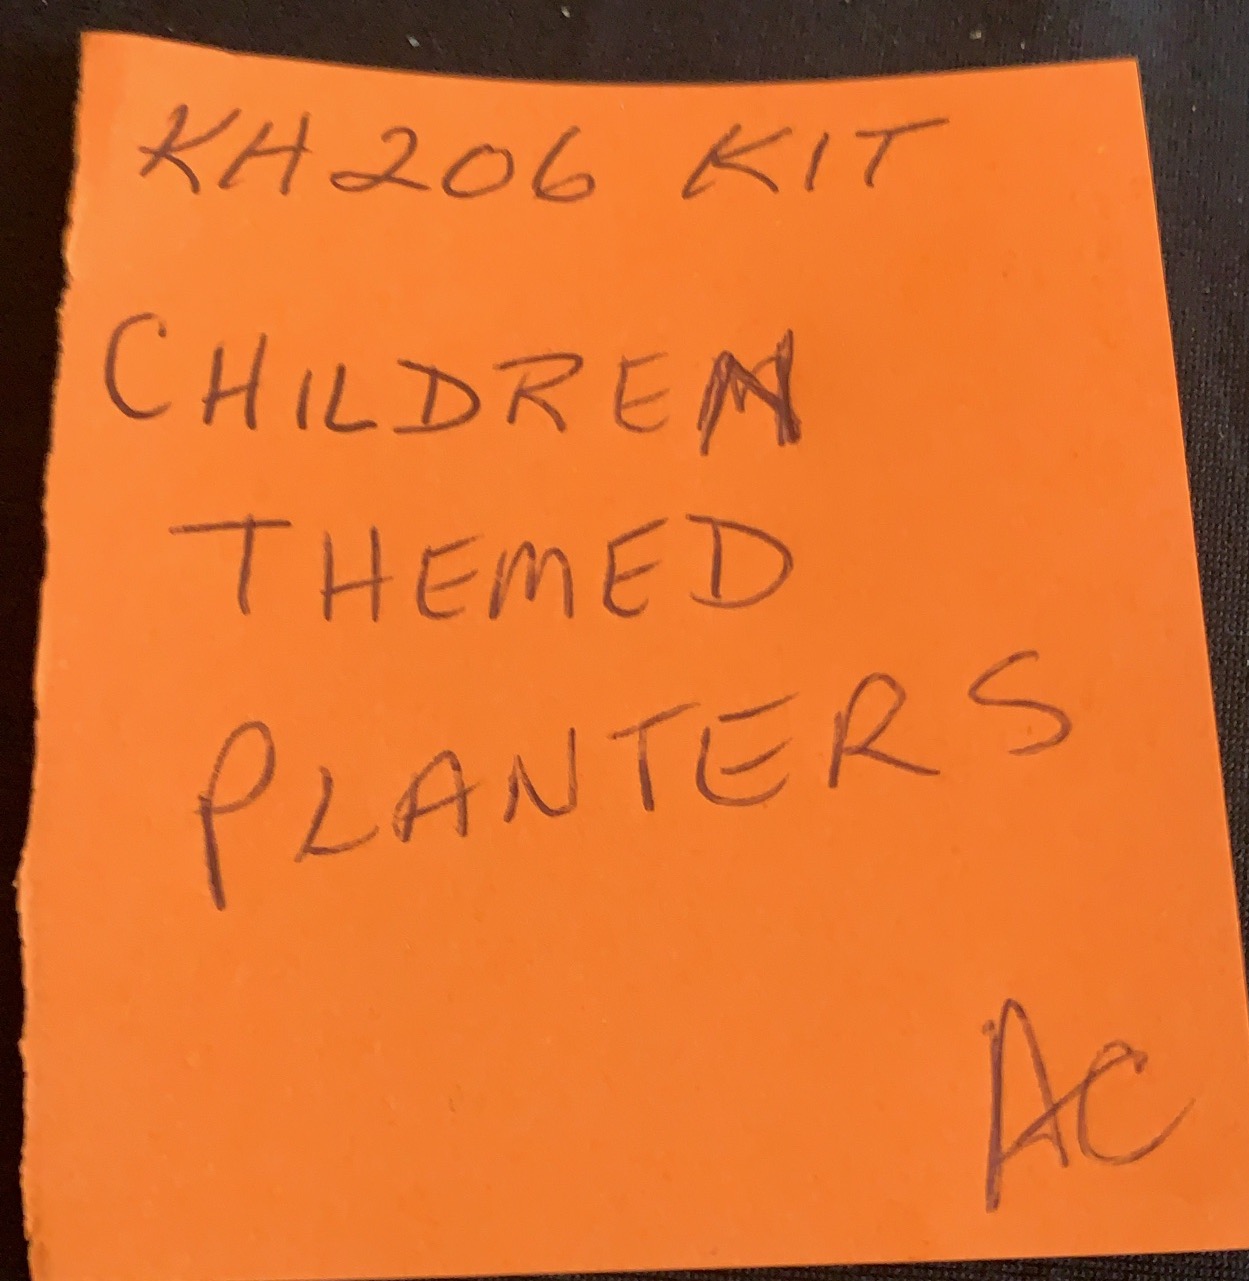 KH206 KIT
CHILDREN
THEMED
PLANTERS
AC